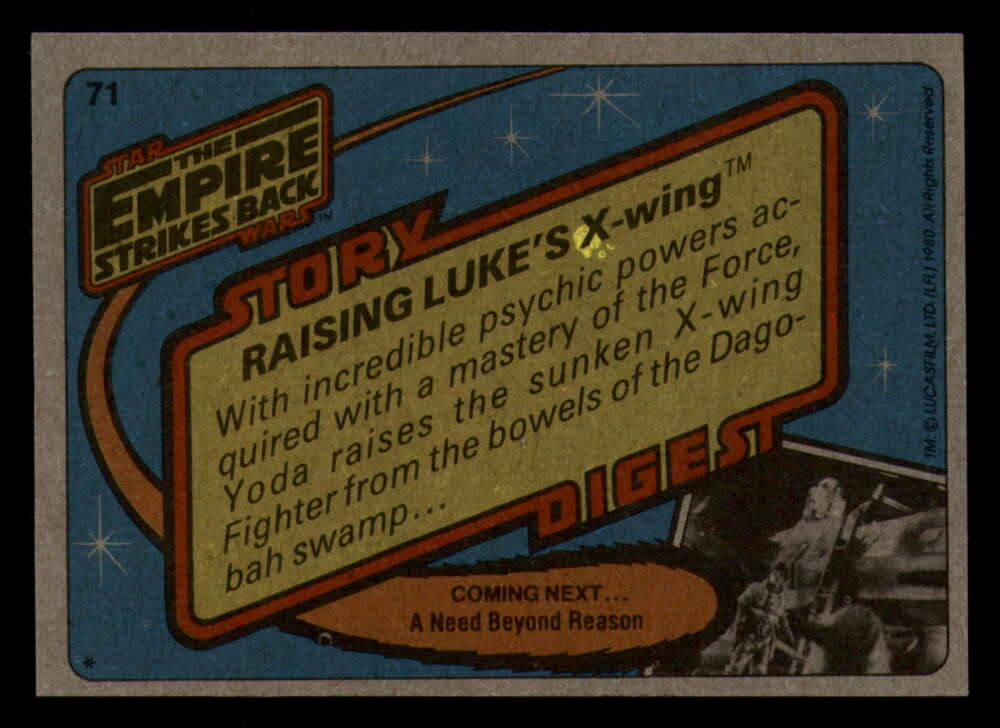 71
STAR
THE
EMPIRE
STRIKES BACK
WARS™
STORY
RAISING LUKE'S X-wing™
With incredible psychic powers ac-
quired with a mastery of the Force,
Yoda raises the sunken X-wing
Fighter from the bowels of the Dago-
bah swamp...
DIGEST
COMING NEXT...
A Need Beyond Reason
*
TM: © LUCASFILM, LTD. (LFL) 1980. All Rights Reserved